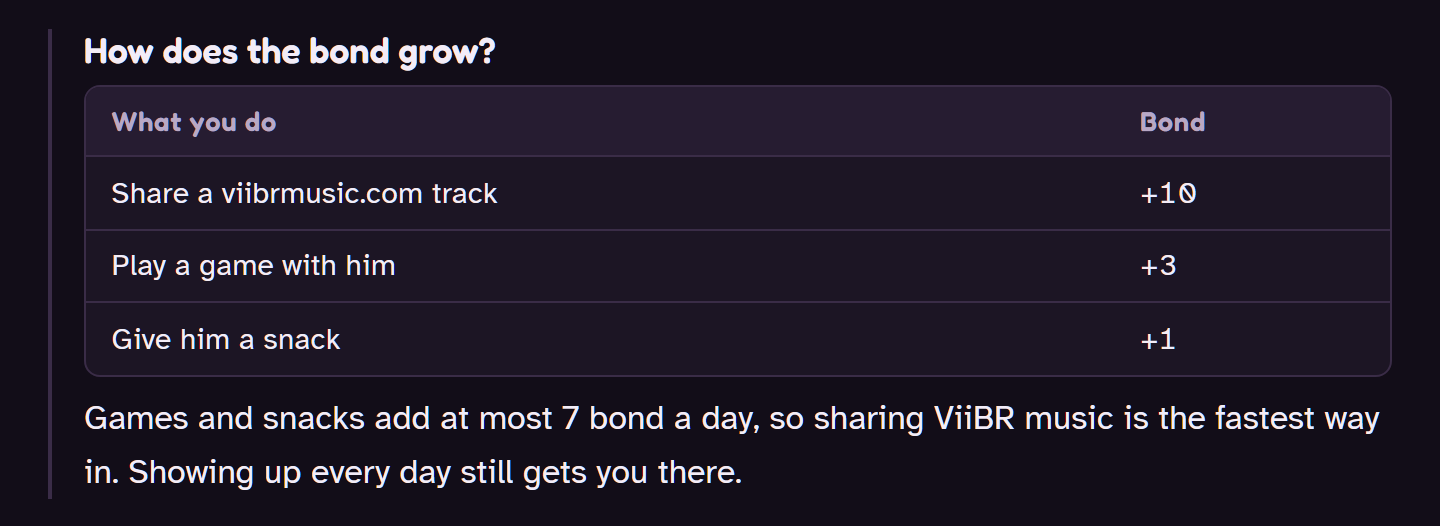 How does the bond grow?
What you do Bond
Share a viibrmusic.com track +10
Play a game with him +3
Give him a snack +1
Games and snacks add at most 7 bond a day, so sharing ViiBR music is the fastest way
in. Showing up every day still gets you there.